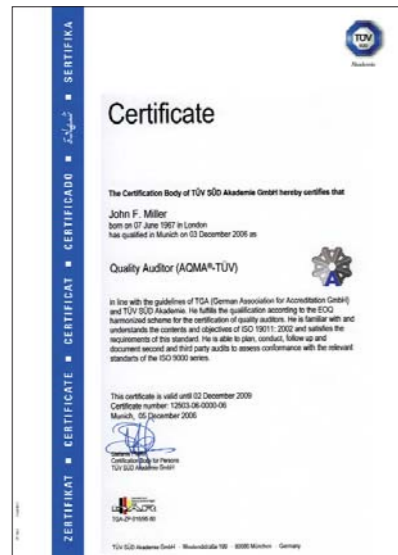 ZERTIFIKAT ■ CERTIFICATE ■ CERTIFICAT ■ CERTIFICADO ■ شهادة ■ SERTIFIKA
TÜV
SÜD
Akademie
Certificate
The Certification Body of TÜV SÜD Akademie GmbH hereby certifies that
John F. Miller
born on 07 June 1967 in London
has qualified in Munich on 03 December 2006 as
Quality Auditor (AQMA®-TÜV)
A
in line with the guidelines of TGA (German Association for Accreditation GmbH)
and TÜV SÜD Akademie. He fulfills the qualification according to the EOQ
harmonized scheme for the certification of quality auditors. He is familiar with and
understands the contents and objectives of ISO 19011: 2002 and satisfies the
requirements of this standard. He is able to plan, conduct, follow up and
document second and third party audits to assess conformance with the relevant
standarts of the ISO 9000 series.
This certificate is valid until 02 December 2009
Certificate number: 12503-06-0000-06
Munich, 05 December 2006
Certification Body for Persons
TÜV SÜD Akademie GmbH
TÜV SÜD Akademie GmbH · Westendstraße 199 · 80686 München · Germany